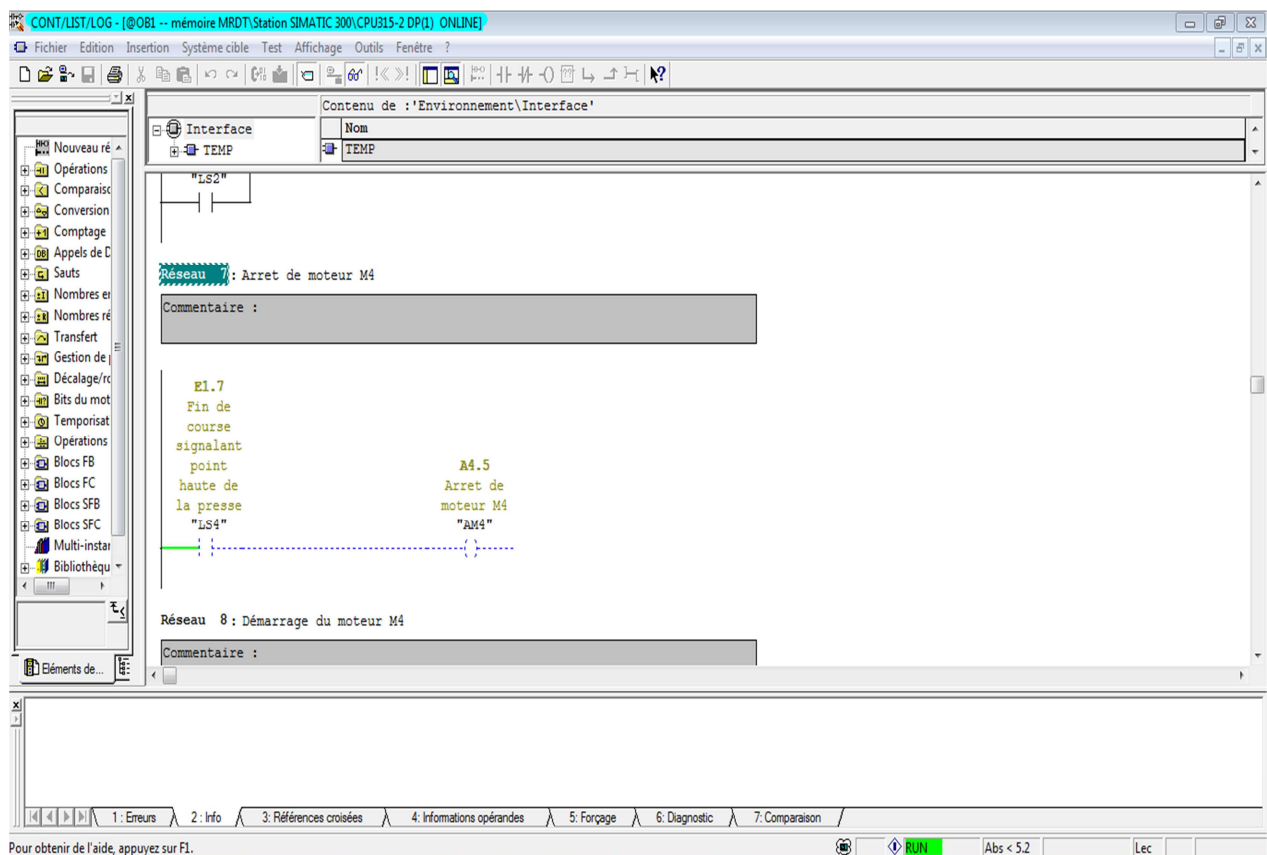 CONT/LIST/LOG - [@OB1 -- mémoire MRDT\Station SIMATIC 300\CPU315-2 DP(1) ONLINE]
Fichier Edition Insertion Système cible Test Affichage Outils Fenêtre ?
Contenu de :'Environnement\Interface'
Interface
TEMP
Nom
TEMP
Nouveau ré
Opérations
Comparaisc
Conversion
Comptage
Appels de D
Sauts
Nombres er
Nombres ré
Transfert
Gestion de
Décalage/rc
Bits du mot
Temporisat
Opérations
Blocs FB
Blocs FC
Blocs SFB
Blocs SFC
Multi-instar
Bibliothèqu
Eléments de...
"LS2"
Réseau 7 : Arret de moteur M4
Commentaire :
E1.7
Fin de
course
signalant
point
haute de
la presse
"LS4"
A4.5
Arret de
moteur M4
"AM4"
Réseau 8 : Démarrage du moteur M4
Commentaire :
1 : Erreurs 2 : Info 3: Références croisées 4: Informations opérandes 5: Forçage 6: Diagnostic 7: Comparaison
Pour obtenir de l'aide, appuyez sur F1. RUN Abs < 5.2 Lec